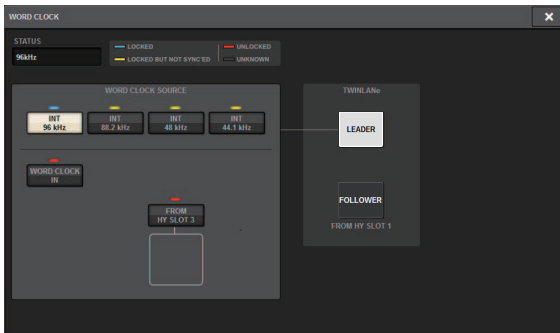 WORD CLOCK
STATUS
96kHz
LOCKED
UNLOCKED
LOCKED BUT NOT SYNC'ED
UNKNOWN
WORD CLOCK SOURCE
INT
96 kHz
INT
88.2 kHz
INT
48 kHz
INT
44.1 kHz
WORD CLOCK
IN
FROM
HY SLOT 3
TWINLANe
LEADER
FOLLOWER
FROM HY SLOT 1